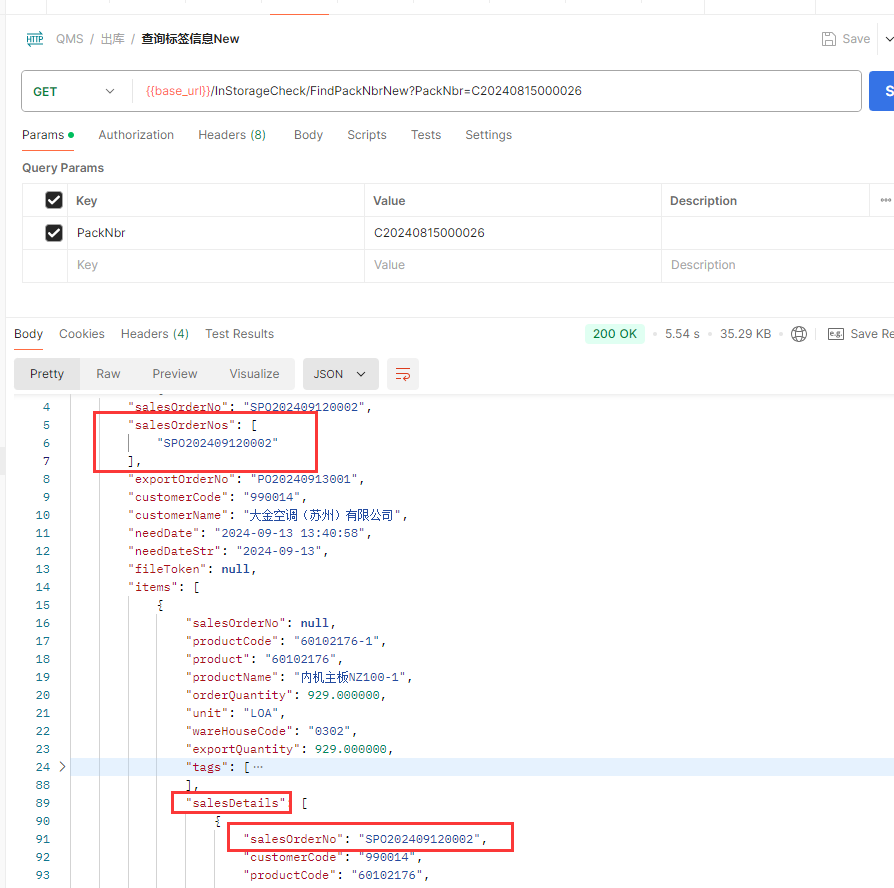 HTTP QMS / 出库 / 查询标签信息New Save
GET {{base_url}}/InStorageCheck/FindPackNbrNew?PackNbr=C20240815000026 S
Params Authorization Headers (8) Body Scripts Tests Settings
Query Params
Key Value Description
PackNbr C20240815000026
Key Value Description
Body Cookies Headers (4) Test Results 200 OK 5.54 s 35.29 KB e.g. Save Re
Pretty Raw Preview Visualize JSON
4 "salesOrderNo": "SPO202409120002",
5 "salesOrderNos": [
6 "SPO202409120002"
7 ],
8 "exportOrderNo": "PO20240913001",
9 "customerCode": "990014",
10 "customerName": "大金空调（苏州）有限公司",
11 "needDate": "2024-09-13 13:40:58",
12 "needDateStr": "2024-09-13",
13 "fileToken": null,
14 "items": [
15 {
16 "salesOrderNo": null,
17 "productCode": "60102176-1",
18 "product": "60102176",
19 "productName": "内机主板NZ100-1",
20 "orderQuantity": 929.000000,
21 "unit": "LOA",
22 "wareHouseCode": "0302",
23 "exportQuantity": 929.000000,
24 "tags": [ ⋯
88 ],
89 "salesDetails": [
90 {
91 "salesOrderNo": "SPO202409120002",
92 "customerCode": "990014",
93 "productCode": "60102176",